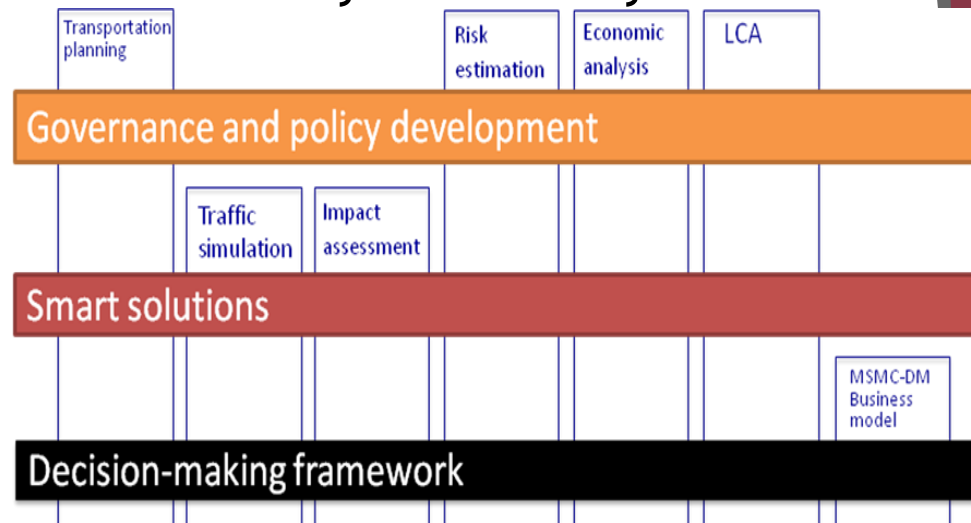 Transportation
planning
Risk
estimation
Economic
analysis
LCA
Governance and policy development
Traffic
simulation
Impact
assessment
Smart solutions
MSMC-DM
Business
model
Decision-making framework